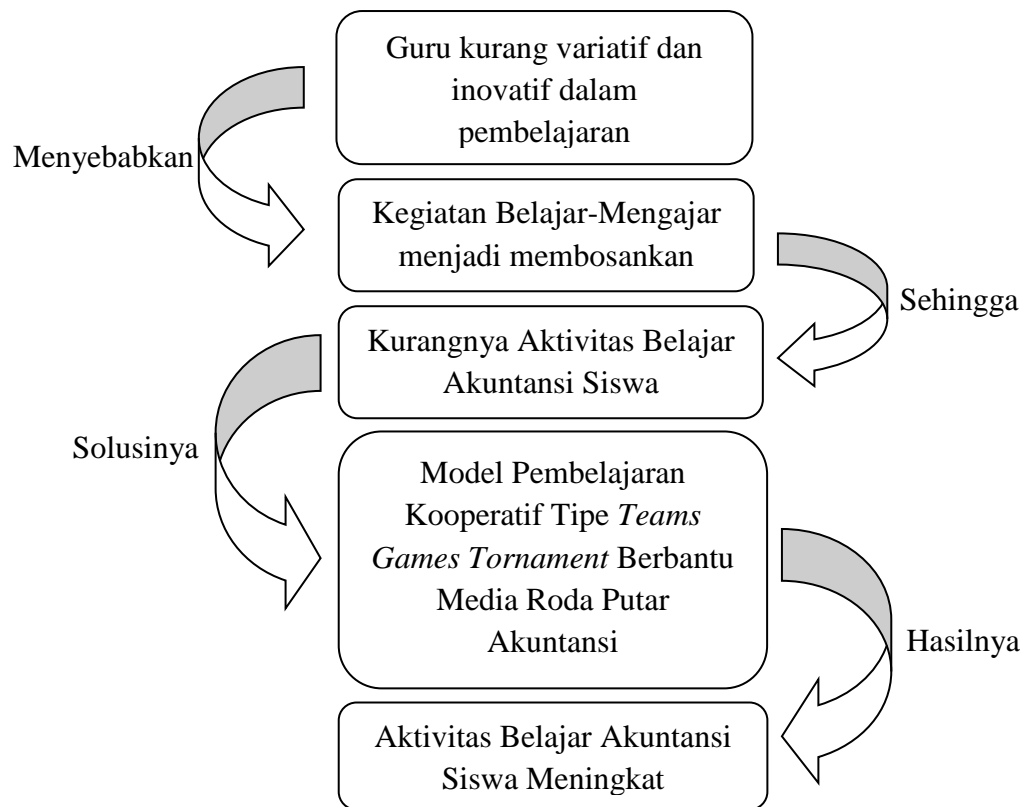 Guru kurang variatif dan
inovatif dalam
pembelajaran
Menyebabkan
Kegiatan Belajar-Mengajar
menjadi membosankan
Sehingga
Kurangnya Aktivitas Belajar
Akuntansi Siswa
Solusinya
Model Pembelajaran
Kooperatif Tipe Teams
Games Tornament Berbantu
Media Roda Putar
Akuntansi
Hasilnya
Aktivitas Belajar Akuntansi
Siswa Meningkat